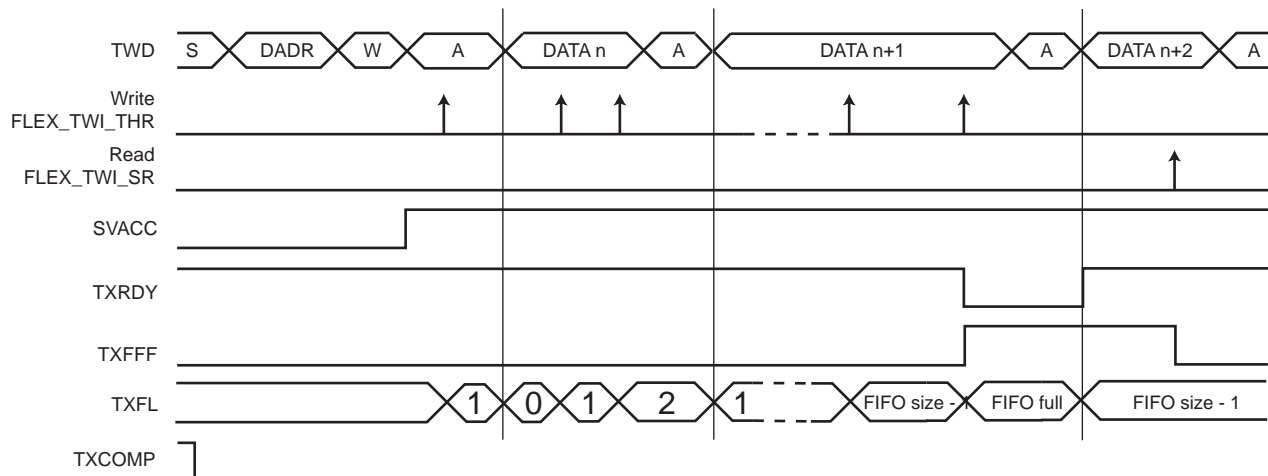 TWD S DADR W A DATA n A DATA n+1 A DATA n+2 A
Write
FLEX_TWI_THR
Read
FLEX_TWI_SR
SVACC
TXRDY
TXFFF
TXFL 1 0 1 2 1 FIFO size - 1 FIFO full FIFO size - 1
TXCOMP